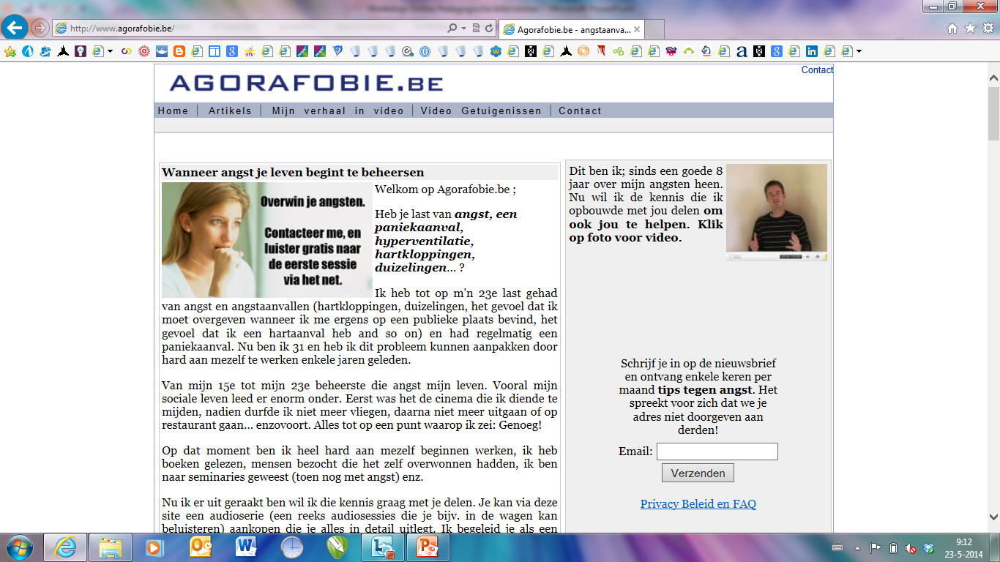 http://www.agorafobie.be/
Agorafobie.be - angstaanva...
Contact
AGORAFOBIE.BE
Home | Artikels | Mijn verhaal in video | Video Getuigenissen | Contact
Wanneer angst je leven begint te beheersen
Overwin je angsten.
Contacteer me, en
luister gratis naar
de eerste sessie
via het net.
Welkom op Agorafobie.be ;
Heb je last van angst, een
paniekaanval,
hyperventilatie,
hartkloppingen,
duizelingen... ?
Ik heb tot op m'n 23e last gehad
van angst en angstaanvallen (hartkloppingen, duizelingen, het gevoel dat ik
moet overgeven wanneer ik me ergens op een publieke plaats bevind, het
gevoel dat ik een hartaanval heb and so on) en had regelmatig een
paniekaanval. Nu ben ik 31 en heb ik dit probleem kunnen aanpakken door
hard aan mezelf te werken enkele jaren geleden.
Van mijn 15e tot mijn 23e beheerste die angst mijn leven. Vooral mijn
sociale leven leed er enorm onder. Eerst was het de cinema die ik diende te
mijden, nadien durfde ik niet meer vliegen, daarna niet meer uitgaan of op
restaurant gaan... enzovoort. Alles tot op een punt waarop ik zei: Genoeg!
Op dat moment ben ik heel hard aan mezelf beginnen werken, ik heb
boeken gelezen, mensen bezocht die het zelf overwonnen hadden, ik ben
naar seminaries geweest (toen nog met angst) enz.
Nu ik er uit geraakt ben wil ik die kennis graag met je delen. Je kan via deze
site een audioserie (een reeks audiosessies die je bijv. in de wagen kan
beluisteren) aankopen die je alles in detail uitlegt. Ik begeleid je als een
Dit ben ik; sinds een goede 8
jaar over mijn angsten heen.
Nu wil ik de kennis die ik
opbouwde met jou delen om
ook jou te helpen. Klik
op foto voor video.
Schrijf je in op de nieuwsbrief
en ontvang enkele keren per
maand tips tegen angst. Het
spreekt voor zich dat we je
adres niet doorgeven aan
derden!
Email:
Verzenden
Privacy Beleid en FAQ
9:12
23-5-2014